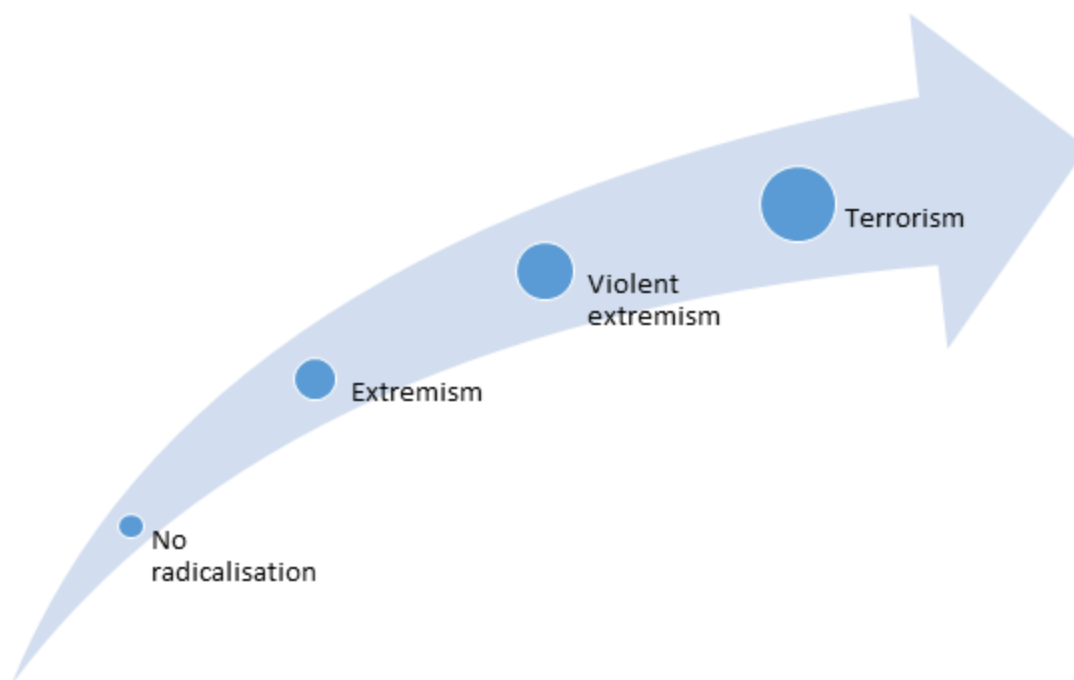 No
radicalisation
Extremism
Violent
extremism
Terrorism